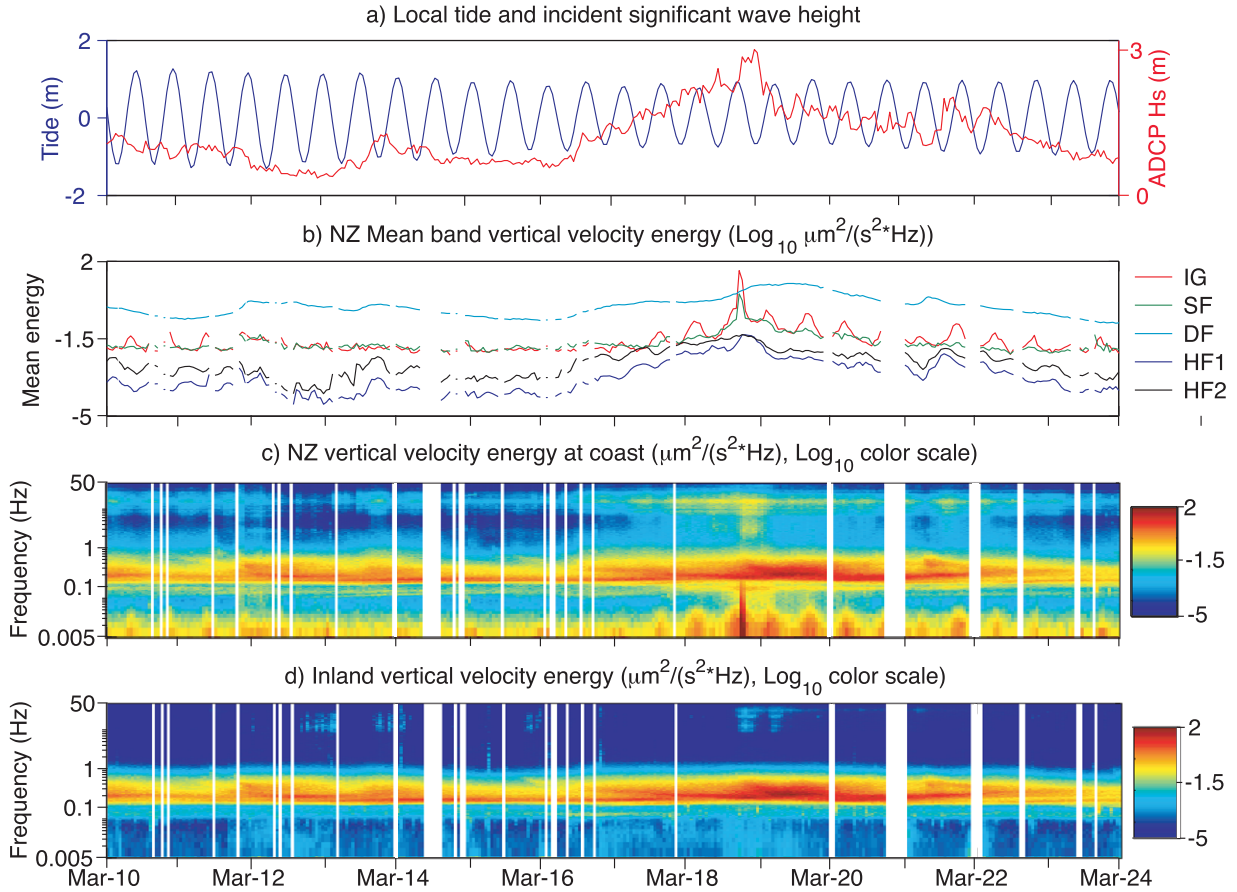 a) Local tide and incident significant wave height
2
0
-2
Tide (m)
3
0
ADCP Hs (m)
b) NZ Mean band vertical velocity energy (Log10 μm2/(s2*Hz))
2
-1.5
-5
Mean energy
IG
SF
DF
HF1
HF2
c) NZ vertical velocity energy at coast (μm2/(s2*Hz), Log10 color scale)
50
1
0.1
0.005
Frequency (Hz)
2
-1.5
-5
d) Inland vertical velocity energy (μm2/(s2*Hz), Log10 color scale)
50
1
0.1
0.005
Frequency (Hz)
2
-1.5
-5
Mar-10 Mar-12 Mar-14 Mar-16 Mar-18 Mar-20 Mar-22 Mar-24